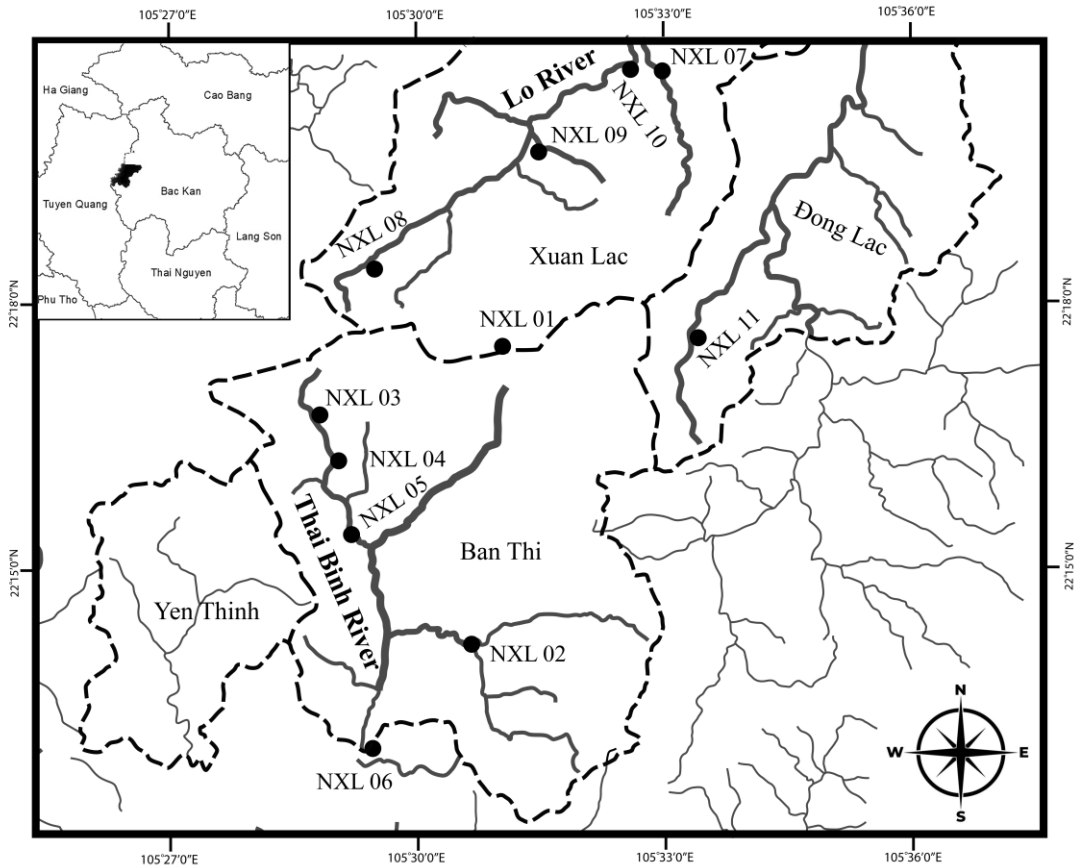 105°27'0"E
105°30'0"E
105°33'0"E
105°36'0"E
Ha Giang
Cao Bang
Tuyen Quang
Bac Kan
Lang Son
Thai Nguyen
Phu Tho
Lo River
NXL 07
NXL 10
NXL 09
NXL 08
Xuan Lac
Đong Lac
22°18'0"N
22°18'0"N
NXL 01
NXL 11
NXL 03
NXL 04
NXL 05
Thai Binh River
Ban Thi
22°15'0"N
22°15'0"N
Yen Thinh
NXL 02
NXL 06
N
W
E
S
105°27'0"E
105°30'0"E
105°33'0"E
105°36'0"E